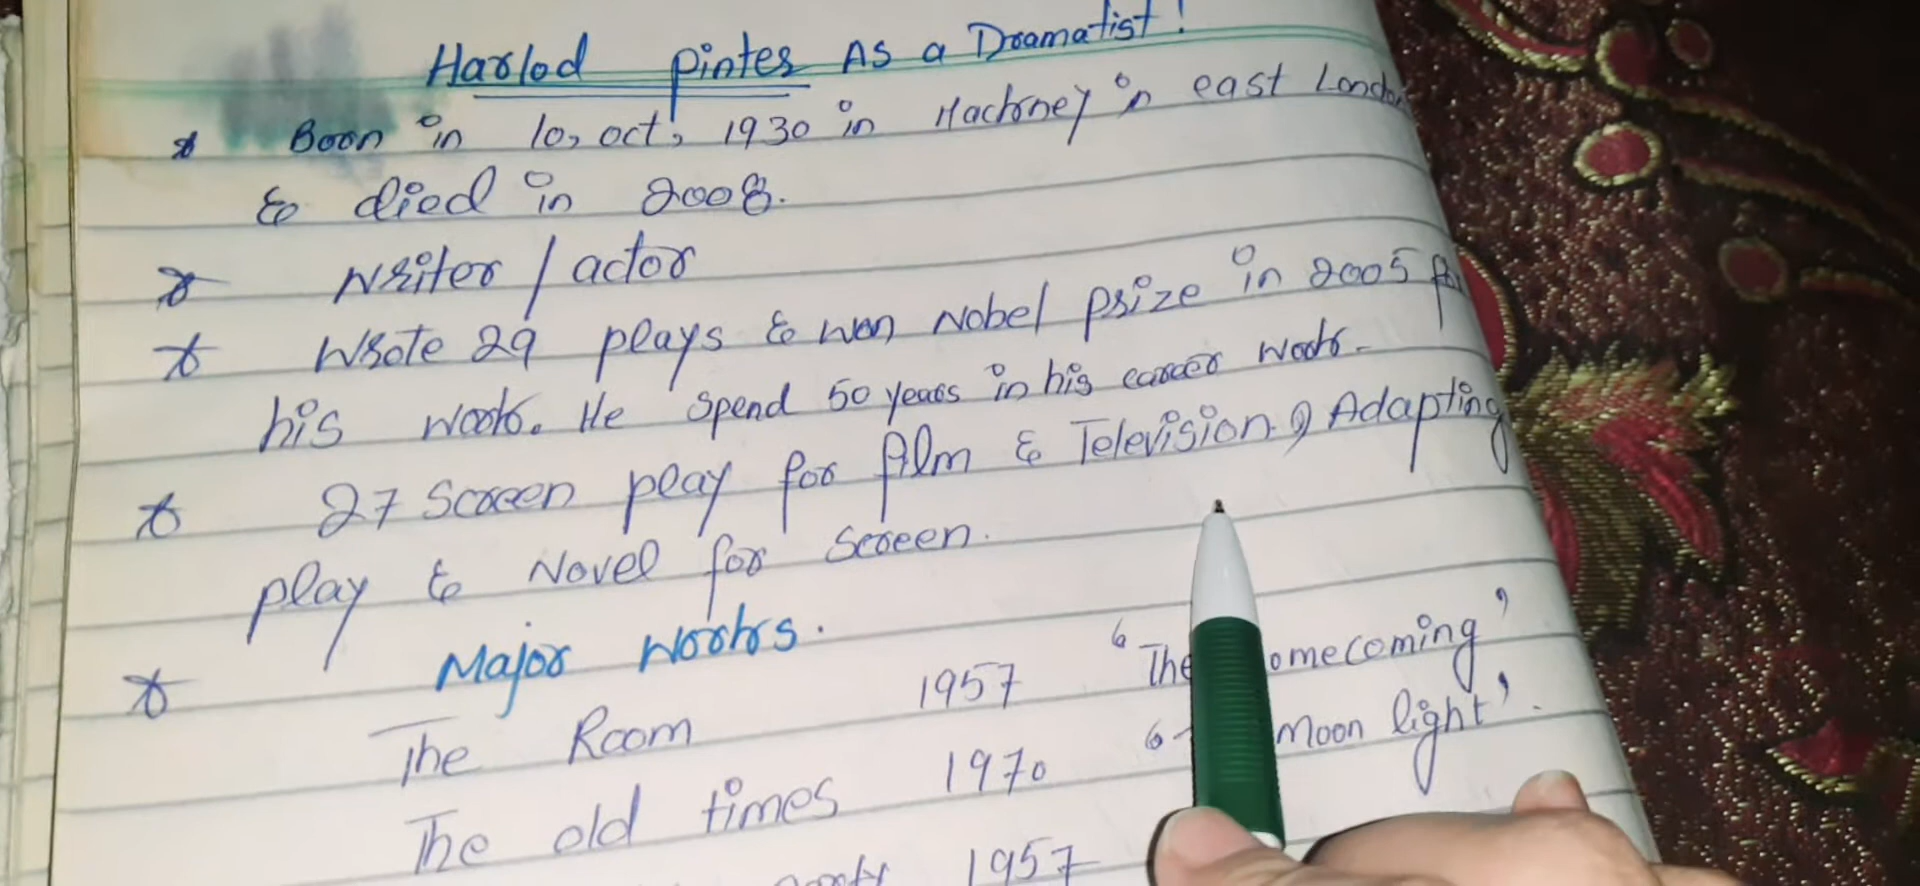 Harlod Pinter As a Dramatist!
* Boon in 10, oct, 1930 in Hackney in east London
& died in 2008.
* Writer / actor
* Wrote 29 plays & won Nobel prize in 2005 for
his work. He spend 50 years in his career work.
* 27 Screen play for film & Television, Adapting
play & Novel for screen.
* Major Works.
The Room 1957 'The omecoming'
The old times 1970 ' Moon light'.
1957